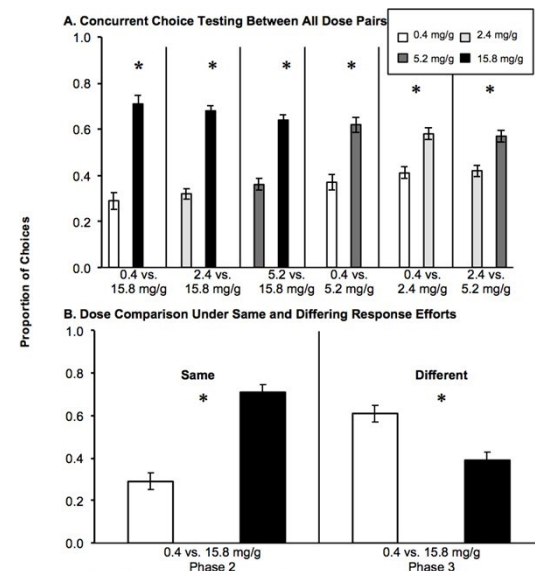 A. Concurrent Choice Testing Between All Dose Pairs
0.4 mg/g 2.4 mg/g
5.2 mg/g 15.8 mg/g
1.0
0.8
0.6
0.4
0.2
0.0
* * * * * *
0.4 vs. 2.4 vs. 5.2 vs. 0.4 vs. 0.4 vs. 2.4 vs.
15.8 mg/g 15.8 mg/g 15.8 mg/g 5.2 mg/g 2.4 mg/g 5.2 mg/g
Proportion of Choices
B. Dose Comparison Under Same and Differing Response Efforts
1.0
0.8
0.6
0.4
0.2
0.0
Same Different
* *
0.4 vs. 15.8 mg/g 0.4 vs. 15.8 mg/g
Phase 2 Phase 3